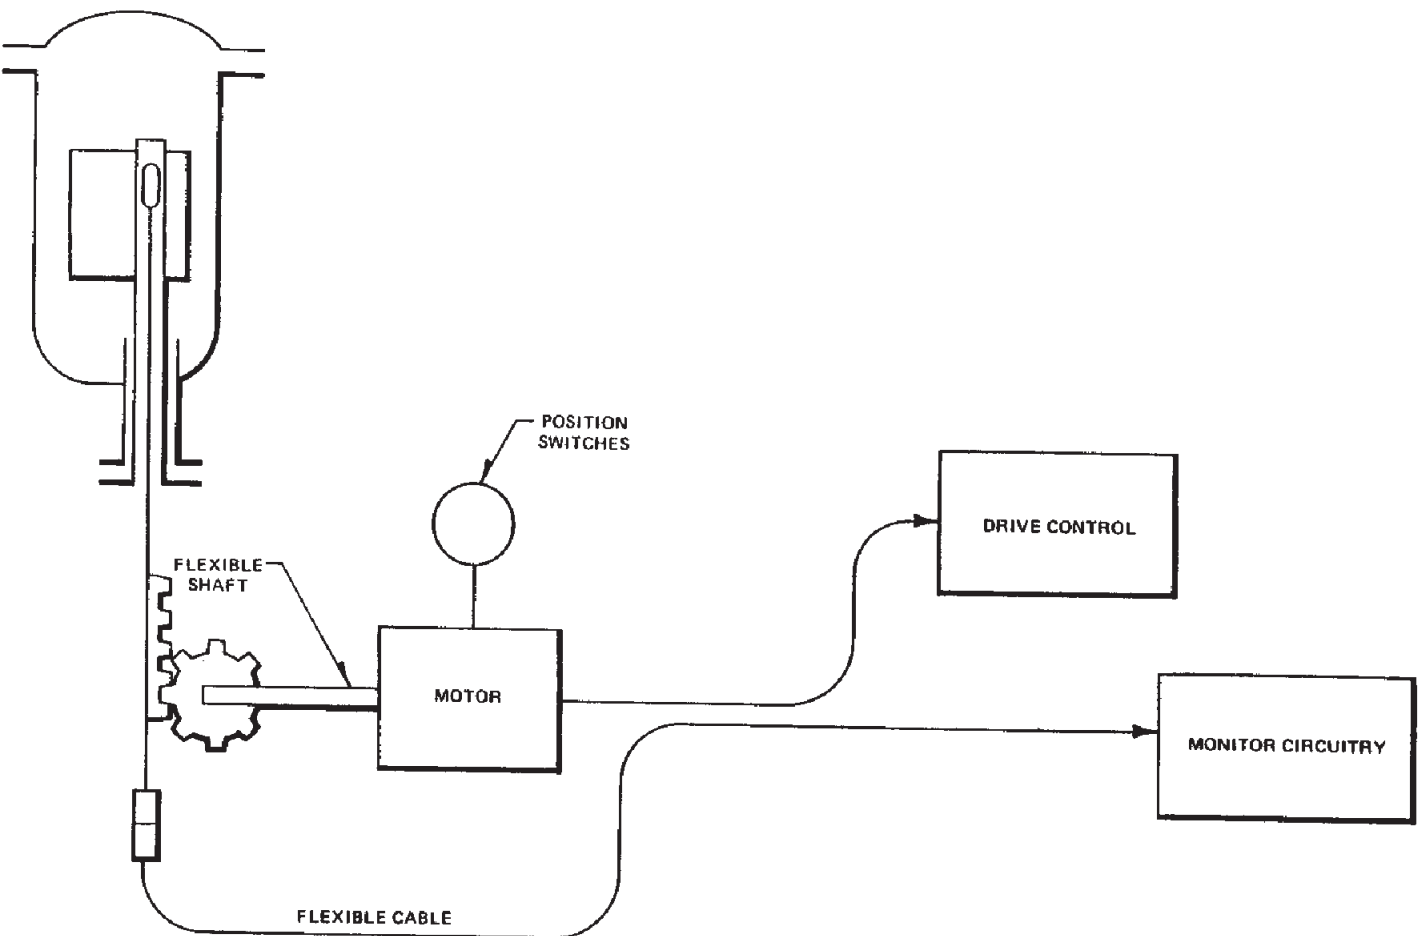 POSITION
SWITCHES
DRIVE CONTROL
FLEXIBLE
SHAFT
MOTOR
MONITOR CIRCUITRY
FLEXIBLE CABLE